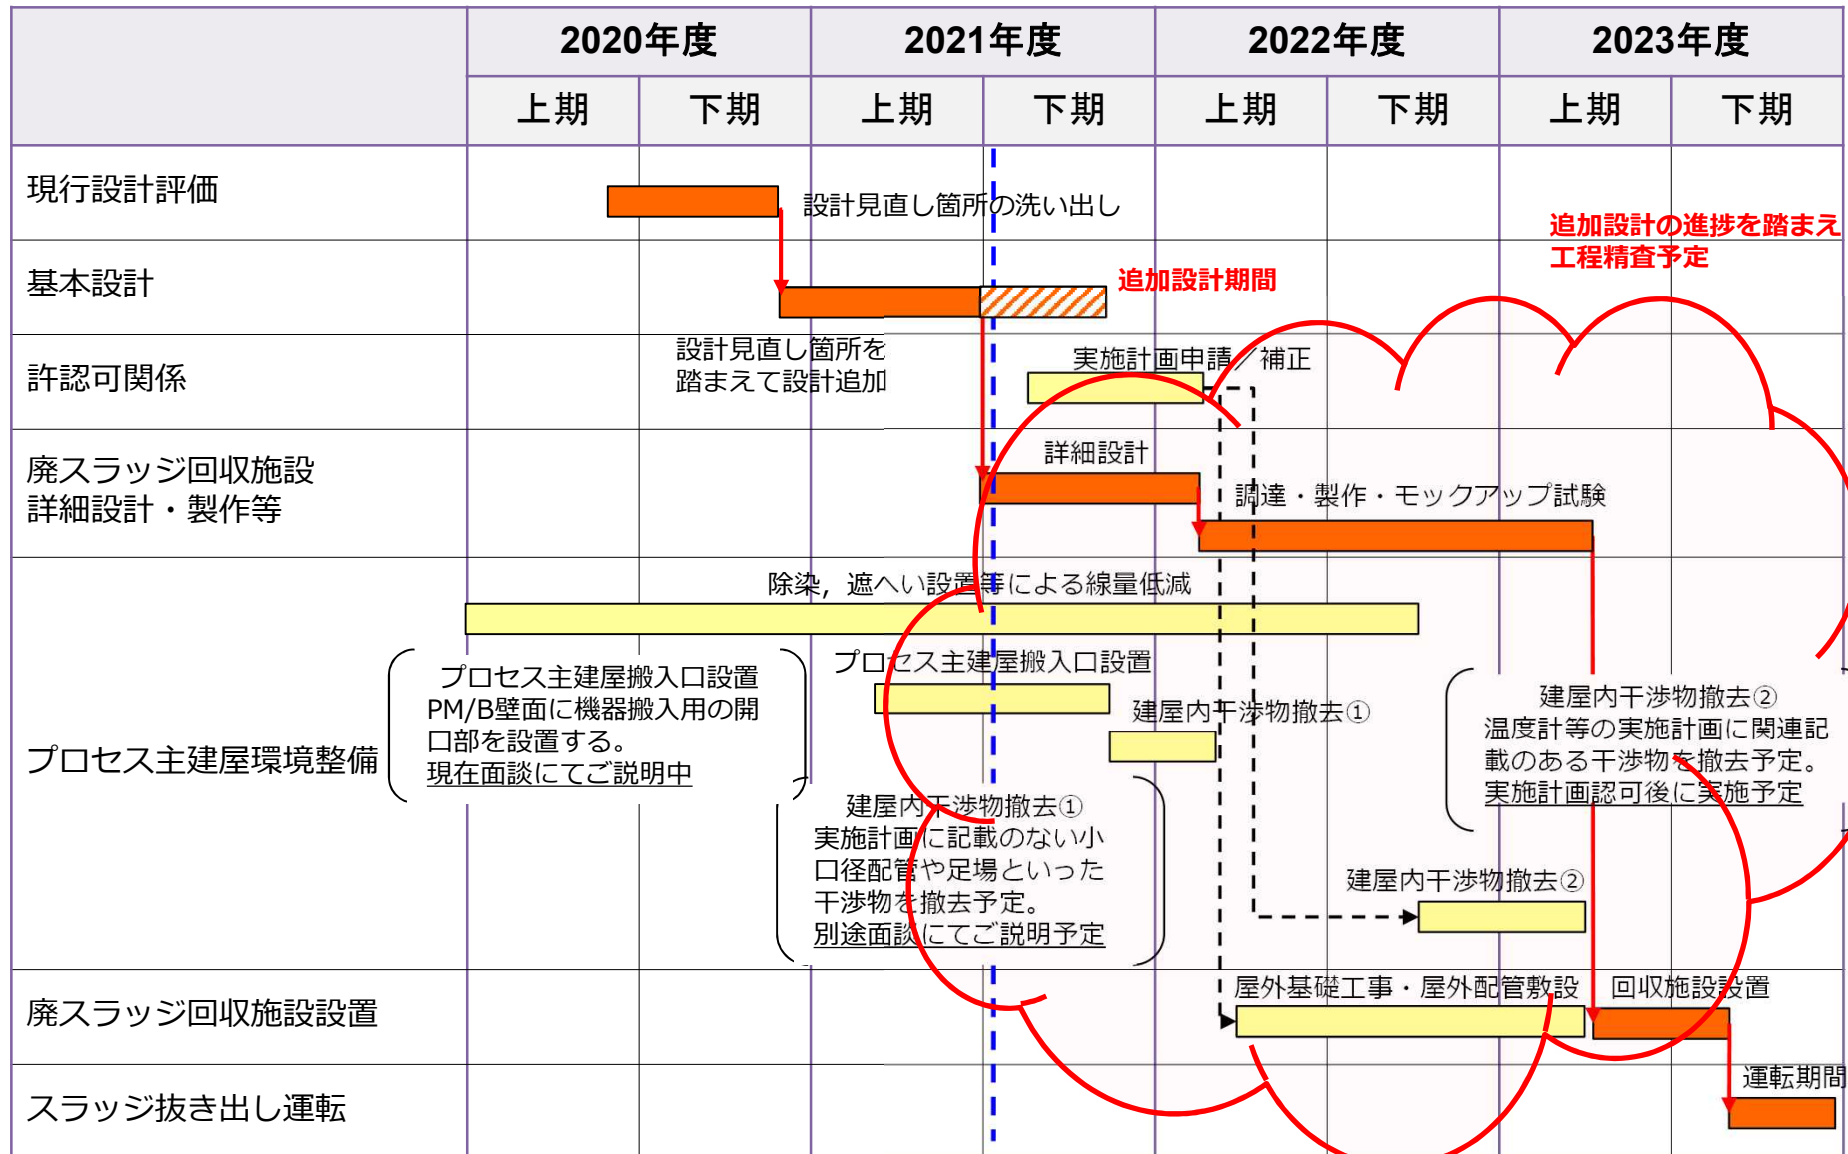 2020年度 2021年度 2022年度 2023年度
上期 下期 上期 下期 上期 下期 上期 下期
現行設計評価
設計見直し箇所の洗い出し
追加設計の進捗を踏まえ
工程精査予定
基本設計
追加設計期間
設計見直し箇所を
踏まえて設計追加
許認可関係
実施計画申請／補正
廃スラッジ回収施設
詳細設計・製作等
詳細設計
調達・製作・モックアップ試験
除染，遮へい設置等による線量低減
プロセス主建屋環境整備
プロセス主建屋搬入口設置
PM/B壁面に機器搬入用の開
口部を設置する。
現在面談にてご説明中
プロセス主建屋搬入口設置
建屋内干渉物撤去①
建屋内干渉物撤去②
温度計等の実施計画に関連記
載のある干渉物を撤去予定。
実施計画認可後に実施予定
建屋内干渉物撤去①
実施計画に記載のない小
口径配管や足場といった
干渉物を撤去予定。
別途面談にてご説明予定
建屋内干渉物撤去②
廃スラッジ回収施設設置
屋外基礎工事・屋外配管敷設
回収施設設置
スラッジ抜き出し運転
運転期間